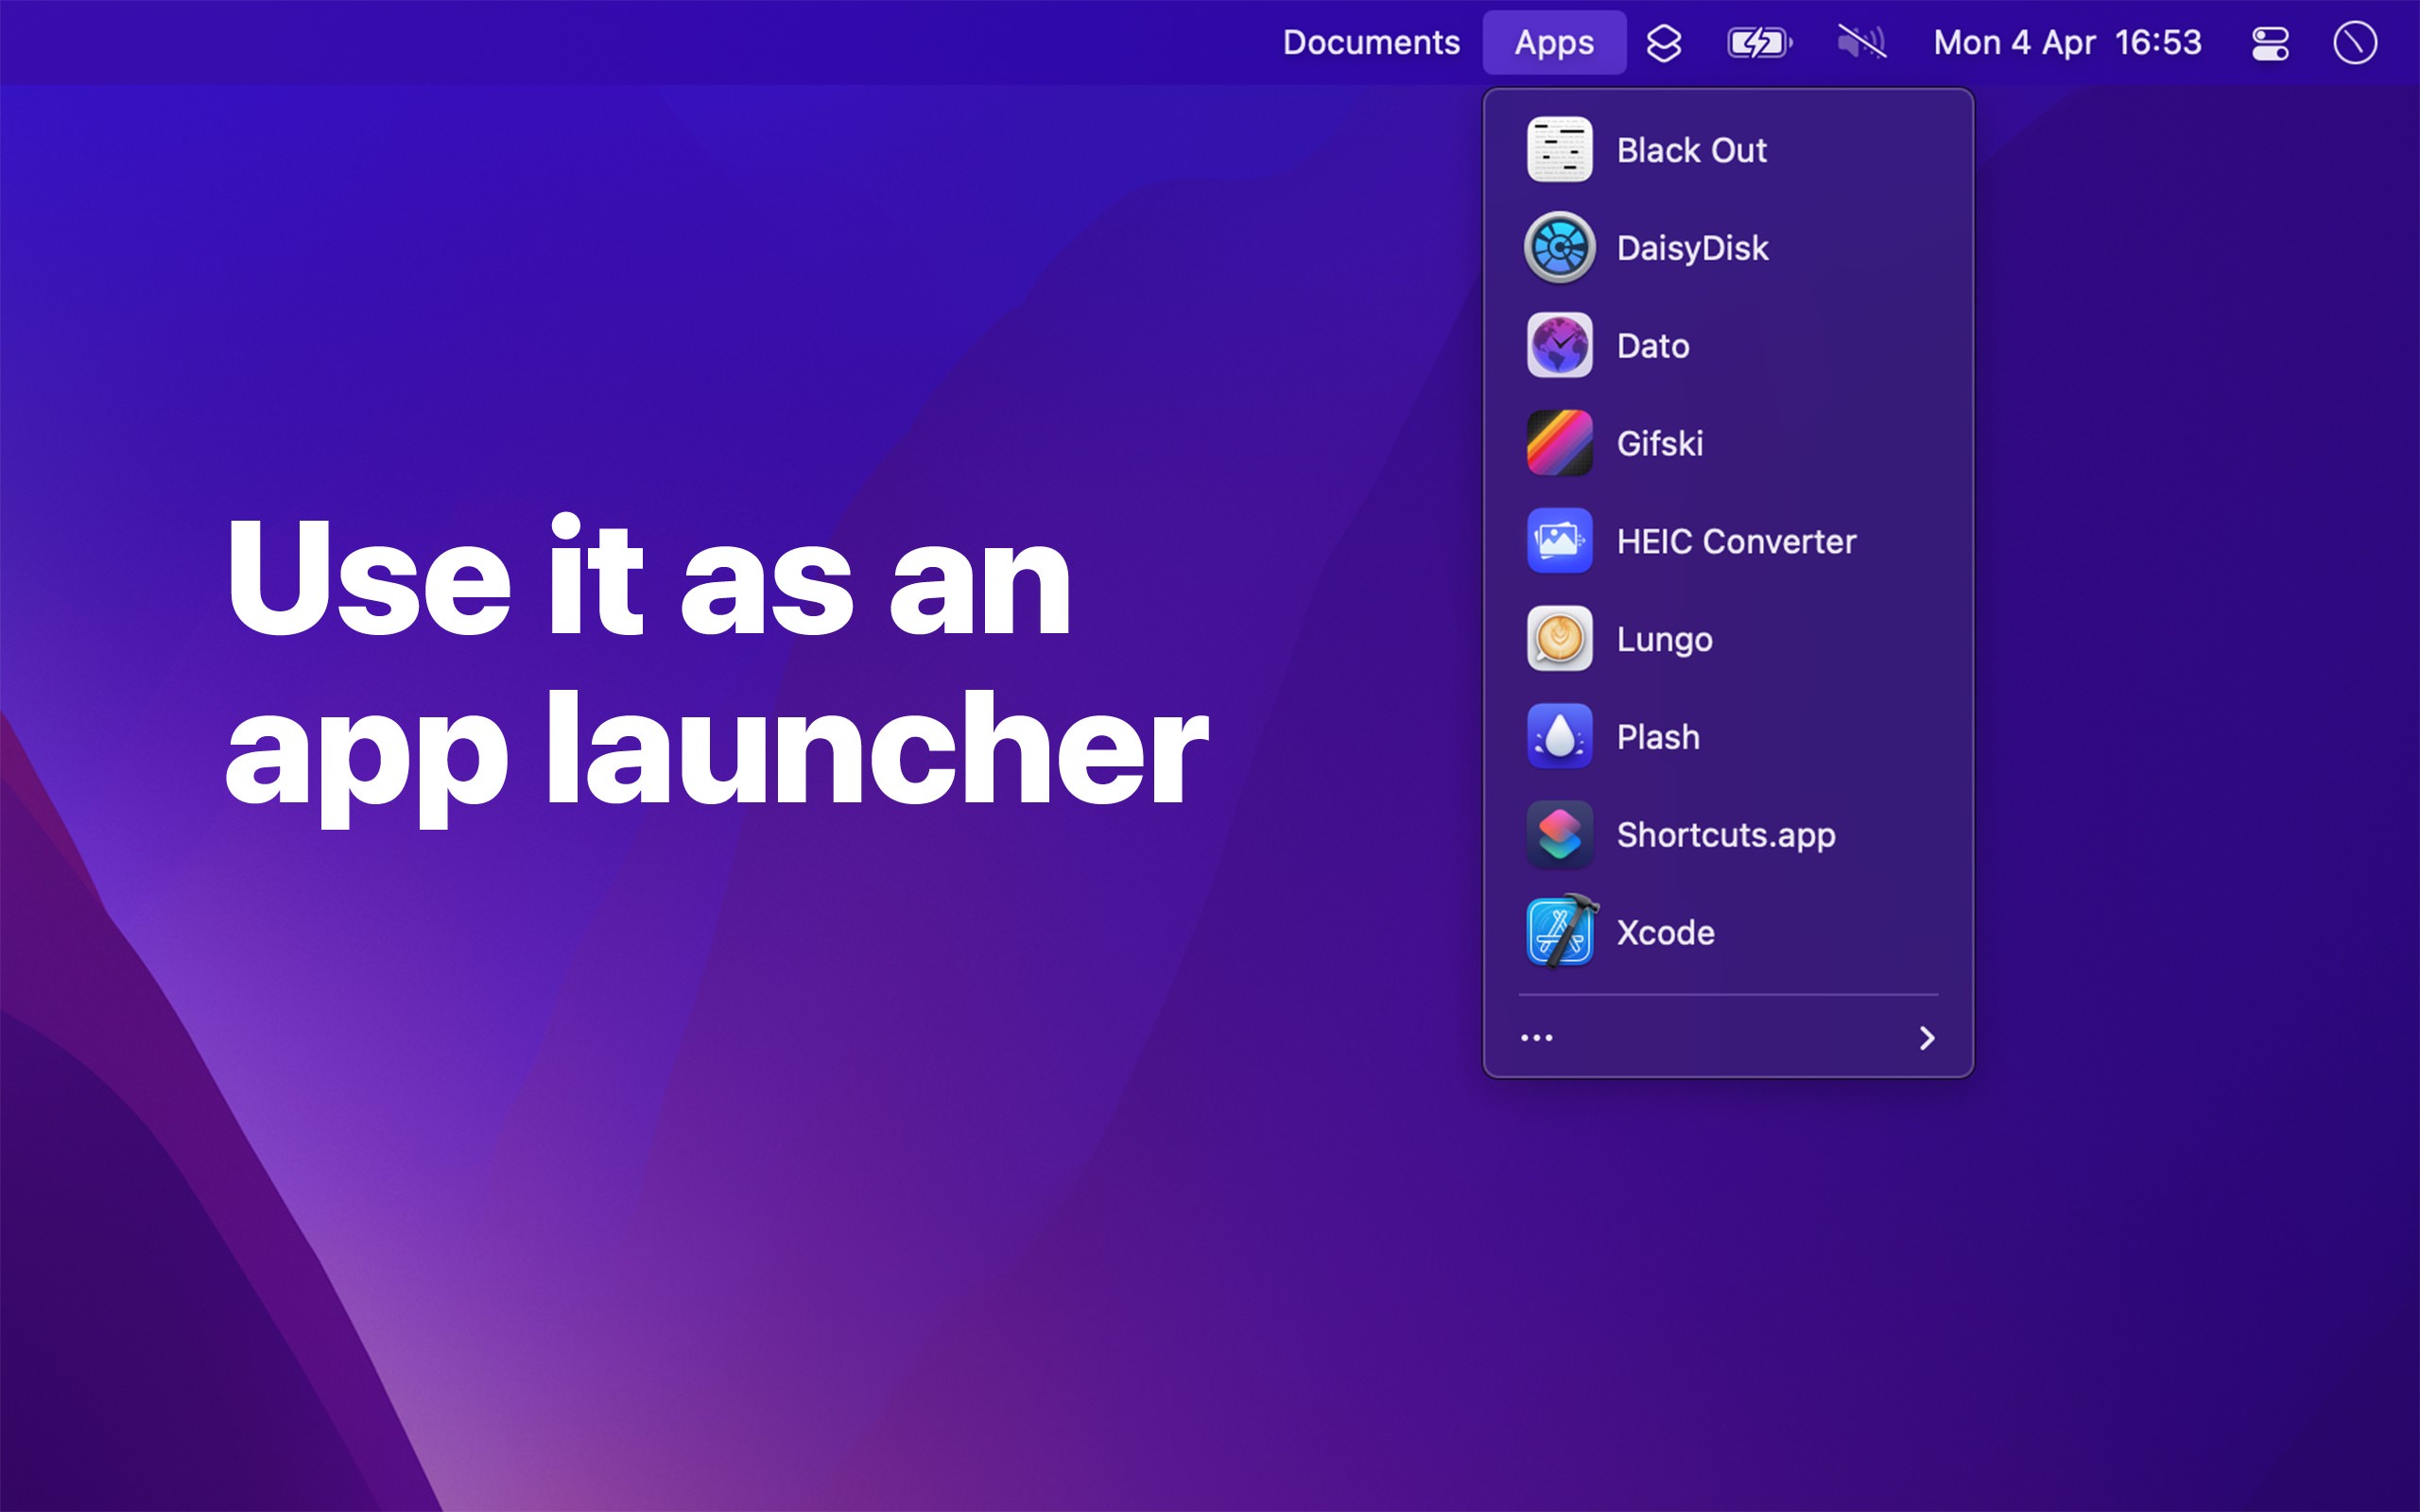 Documents Apps Mon 4 Apr 16:53
Use it as an
app launcher
Black Out
DaisyDisk
Dato
Gifski
HEIC Converter
Lungo
Plash
Shortcuts.app
Xcode
...